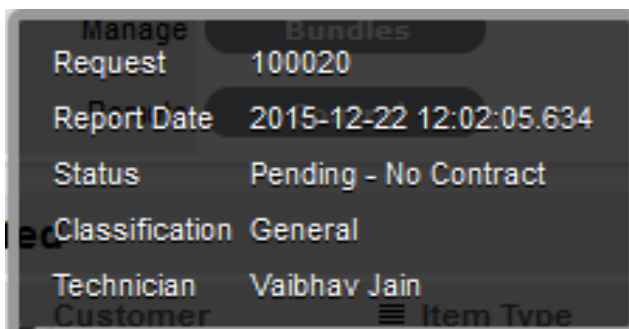 Manage Bundles
Request 100020
Report Date 2015-12-22 12:02:05.634
Status Pending - No Contract
Classification General
Technician Vaibhav Jain
Customer Item Type